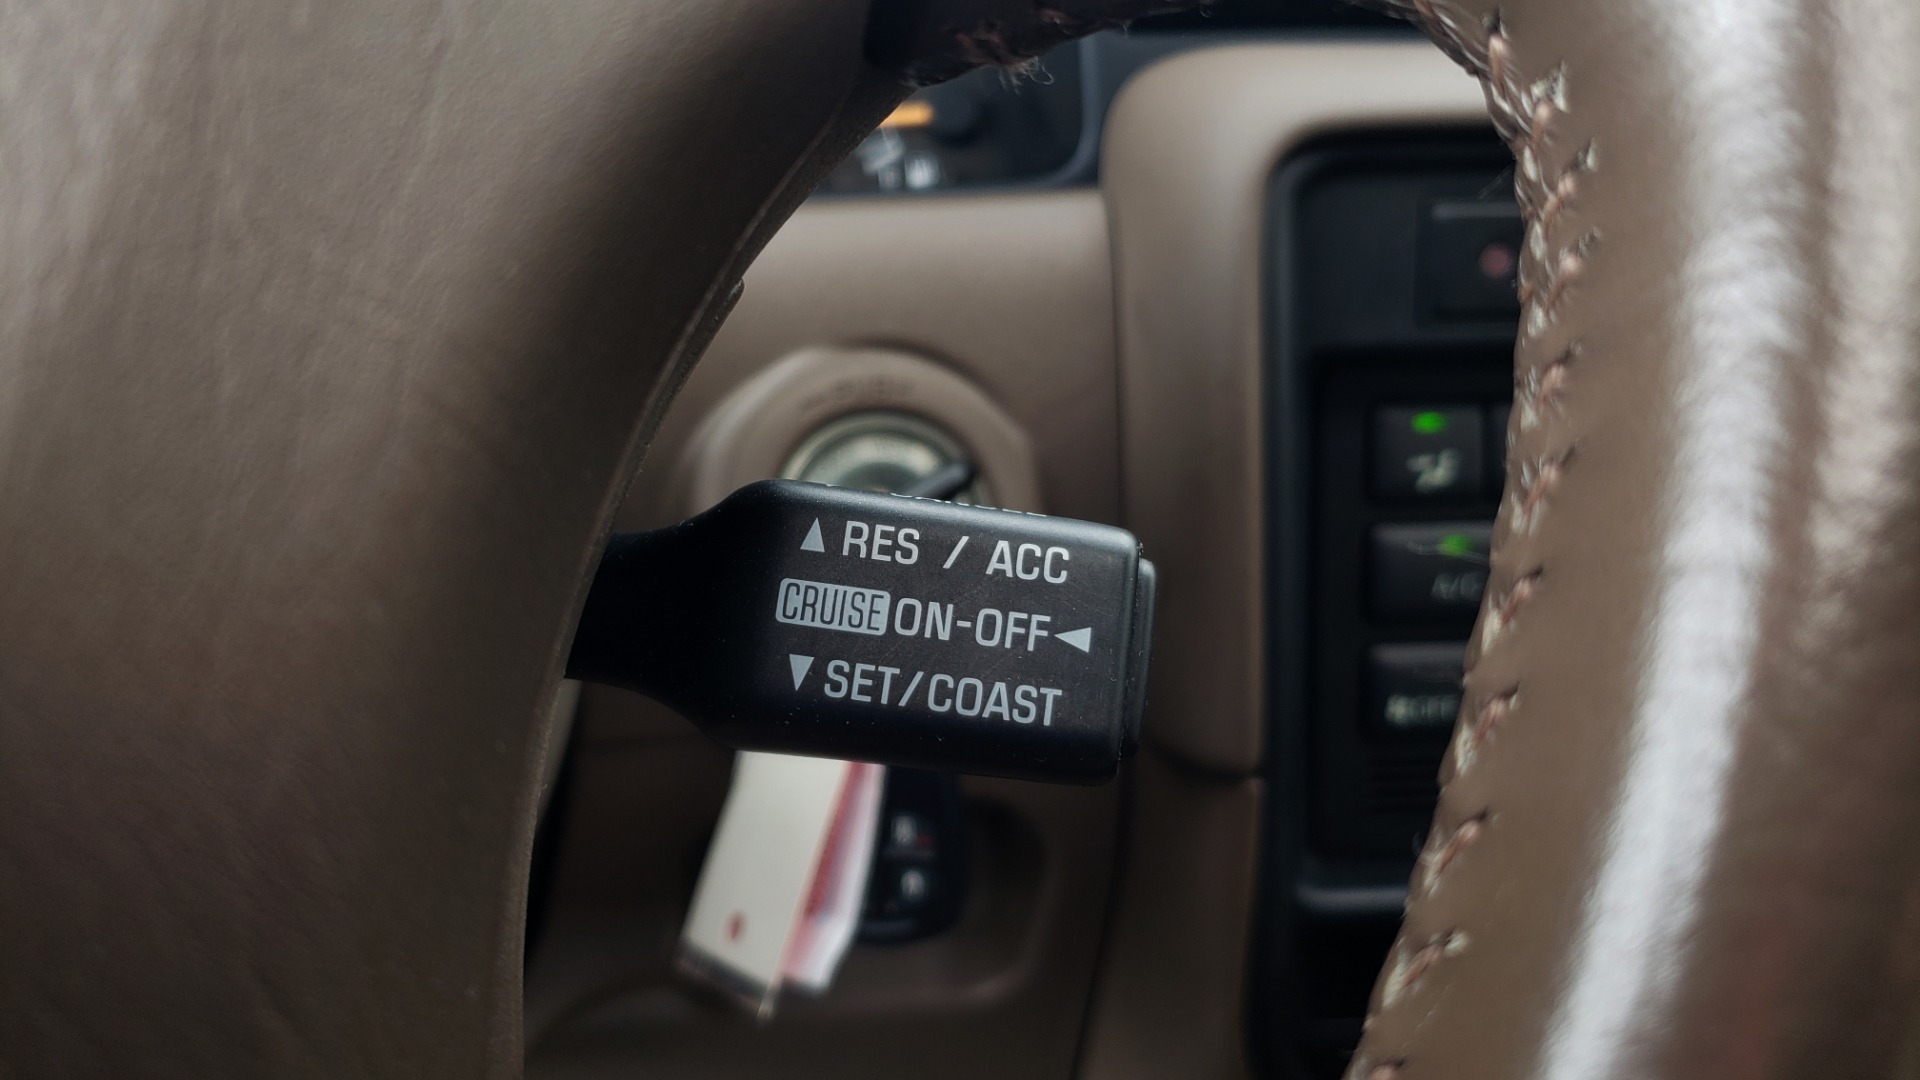 ▲ RES / ACC
CRUISE ON-OFF ◀
▼ SET/COAST
A/C